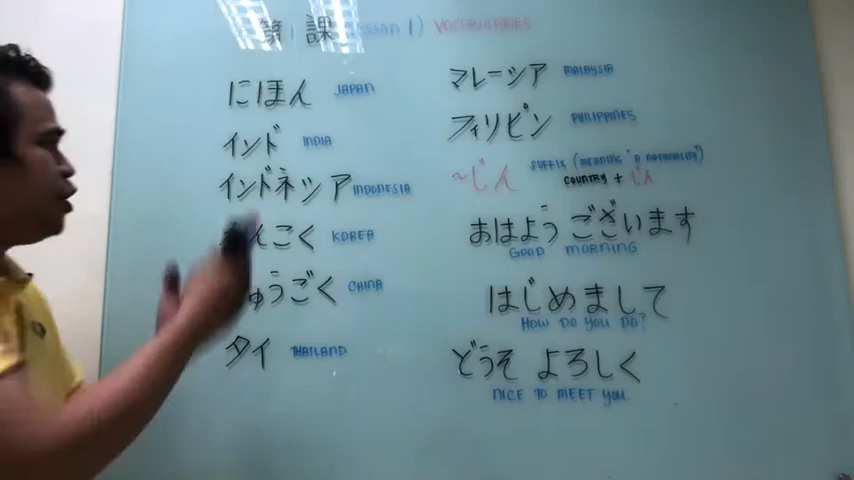 第1課 (Lesson 1) VOCABULARIES
にほん JAPAN
インド INDIA
インドネシア INDONESIA
んこく KOREA
ゅうごく CHINA
タイ THAILAND
マレーシア MALAYSIA
フィリピン PHILIPPINES
~じん SUFFIX (MEANING "A NATIONALITY)
COUNTRY + じん
おはよう ございます
GOOD MORNING
はじめまして
HOW DO YOU DO?
どうぞ よろしく
NICE TO MEET YOU.